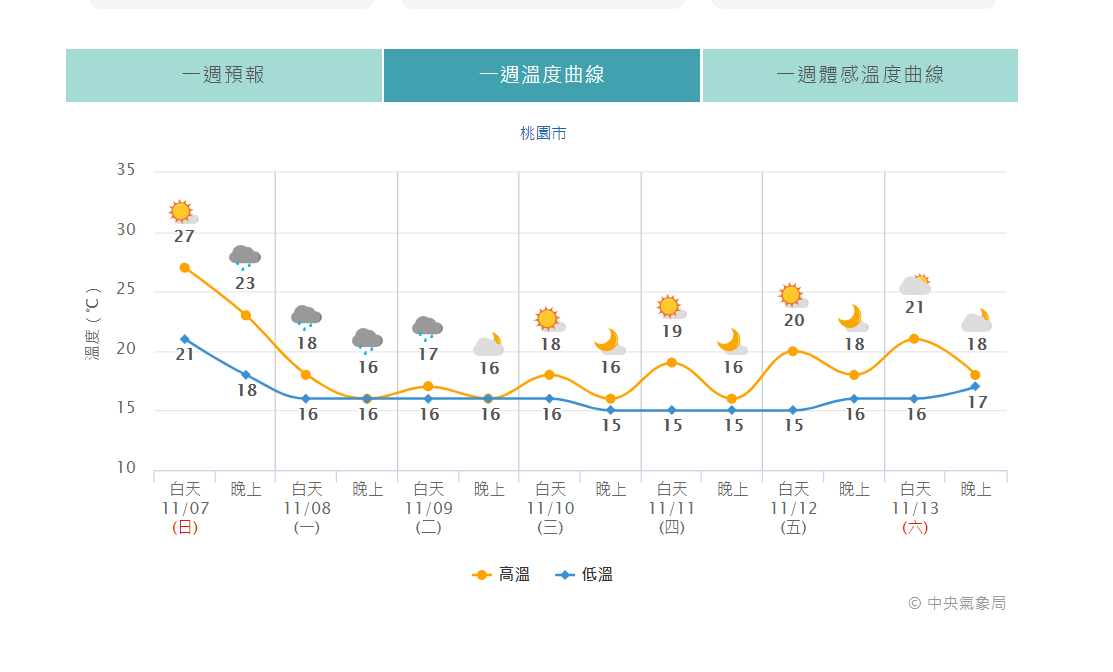 一週預報 一週溫度曲線 一週體感溫度曲線
桃園市
溫度 ( ℃ )
35
30
25
20
15
10
27 23 18 16 17 16 18 16 19 16 20 18 21 18
21 18 16 16 16 16 16 15 15 15 15 16 16 17
白天 晚上 白天 晚上 白天 晚上 白天 晚上 白天 晚上 白天 晚上 白天 晚上
11/07 11/08 11/09 11/10 11/11 11/12 11/13
(日) (一) (二) (三) (四) (五) (六)
高溫 低溫
© 中央氣象局